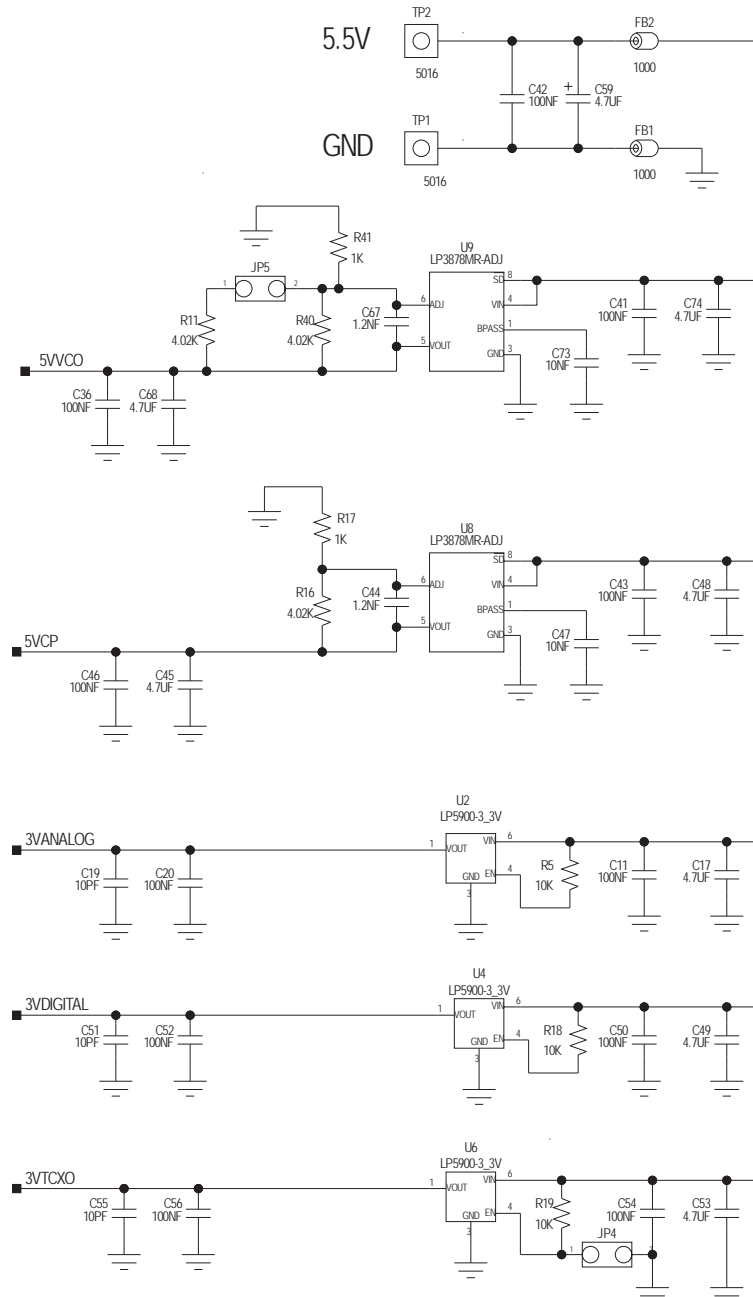 TP2
5.5V
5016
C42
100NF
+
C59
4.7UF
FB2
1000
TP1
GND
5016
FB1
1000
R41
1K
JP5
1
2
R11
4.02K
R40
4.02K
C67
1.2NF
U9
LP3878MR-ADJ
6
ADJ
5
VOUT
SD
8
VIN
4
BPASS
1
GND
3
C73
10NF
C41
100NF
C74
4.7UF
5VVCO
C36
100NF
C68
4.7UF
R17
1K
R16
4.02K
C44
1.2NF
U8
LP3878MR-ADJ
6
ADJ
5
VOUT
SD
8
VIN
4
BPASS
1
GND
3
C47
10NF
C43
100NF
C48
4.7UF
5VCP
C46
100NF
C45
4.7UF
3VANALOG
C19
10PF
C20
100NF
U2
LP5900-3_3V
1
VOUT
VIN
6
GND
EN
4
3
R5
10K
C11
100NF
C17
4.7UF
3VDIGITAL
C51
10PF
C52
100NF
U4
LP5900-3_3V
1
VOUT
VIN
6
GND
EN
4
3
R18
10K
C50
100NF
C49
4.7UF
3VTCXO
C55
10PF
C56
100NF
U6
LP5900-3_3V
1
VOUT
VIN
6
GND
EN
4
3
R19
10K
C54
100NF
C53
4.7UF
JP4
1